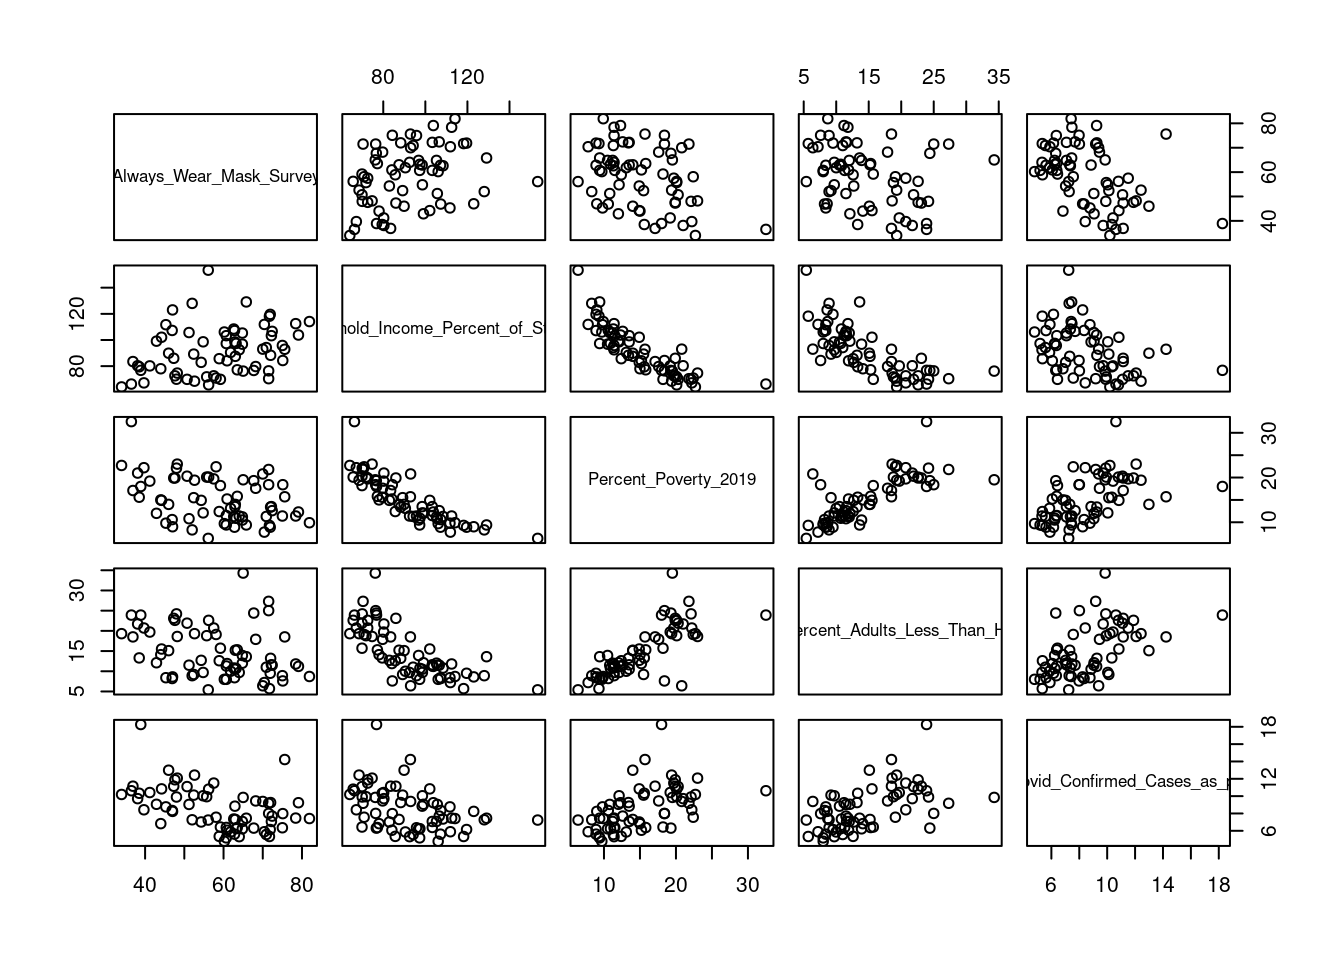 80 120
5 15 25 35
Always_Wear_Mask_Survey
40 60 80
80 120
hold_Income_Percent_of_S
Percent_Poverty_2019
10 20 30
5 15 30
ercent_Adults_Less_Than_H
ovid_Confirmed_Cases_as_p
6 12 18
40 60 80
10 20 30
6 10 14 18